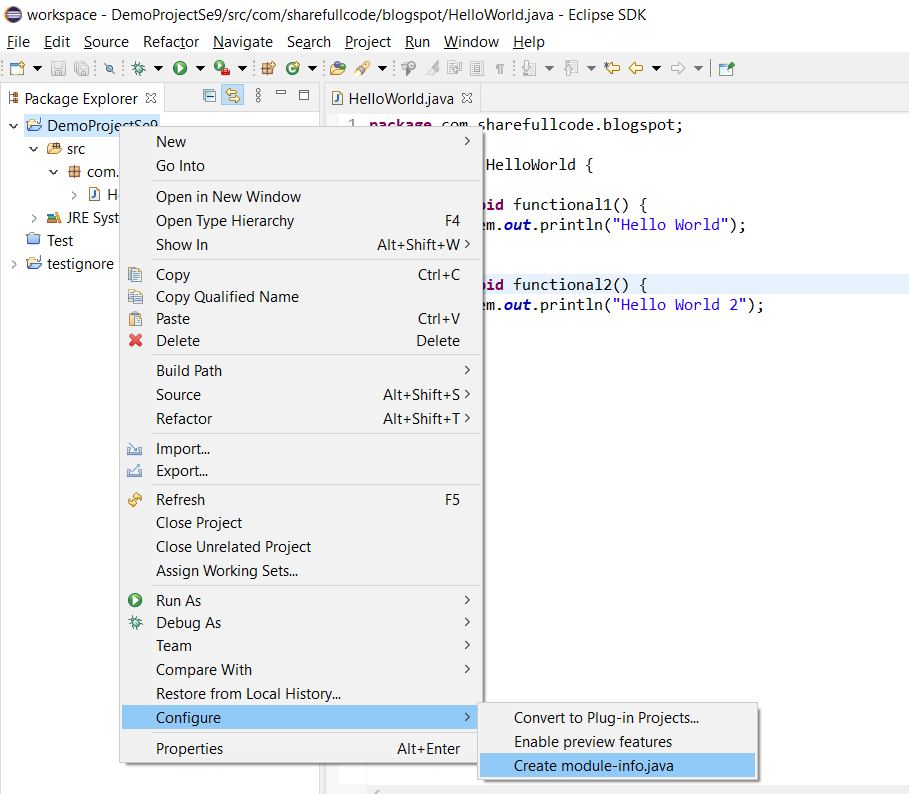 workspace - DemoProjectSe9/src/com/sharefullcode/blogspot/HelloWorld.java - Eclipse SDK
File Edit Source Refactor Navigate Search Project Run Window Help
Package Explorer
HelloWorld.java
DemoProjectSe9
src
com.
H
JRE Syst
Test
testignore
1 package com.sharefullcode.blogspot;
HelloWorld {
oid functional1() {
em.out.println("Hello World");
oid functional2() {
em.out.println("Hello World 2");
New
Go Into
Open in New Window
Open Type Hierarchy F4
Show In Alt+Shift+W
Copy Ctrl+C
Copy Qualified Name
Paste Ctrl+V
Delete Delete
Build Path
Source Alt+Shift+S
Refactor Alt+Shift+T
Import...
Export...
Refresh F5
Close Project
Close Unrelated Project
Assign Working Sets...
Run As
Debug As
Team
Compare With
Restore from Local History...
Configure
Properties Alt+Enter
Convert to Plug-in Projects...
Enable preview features
Create module-info.java